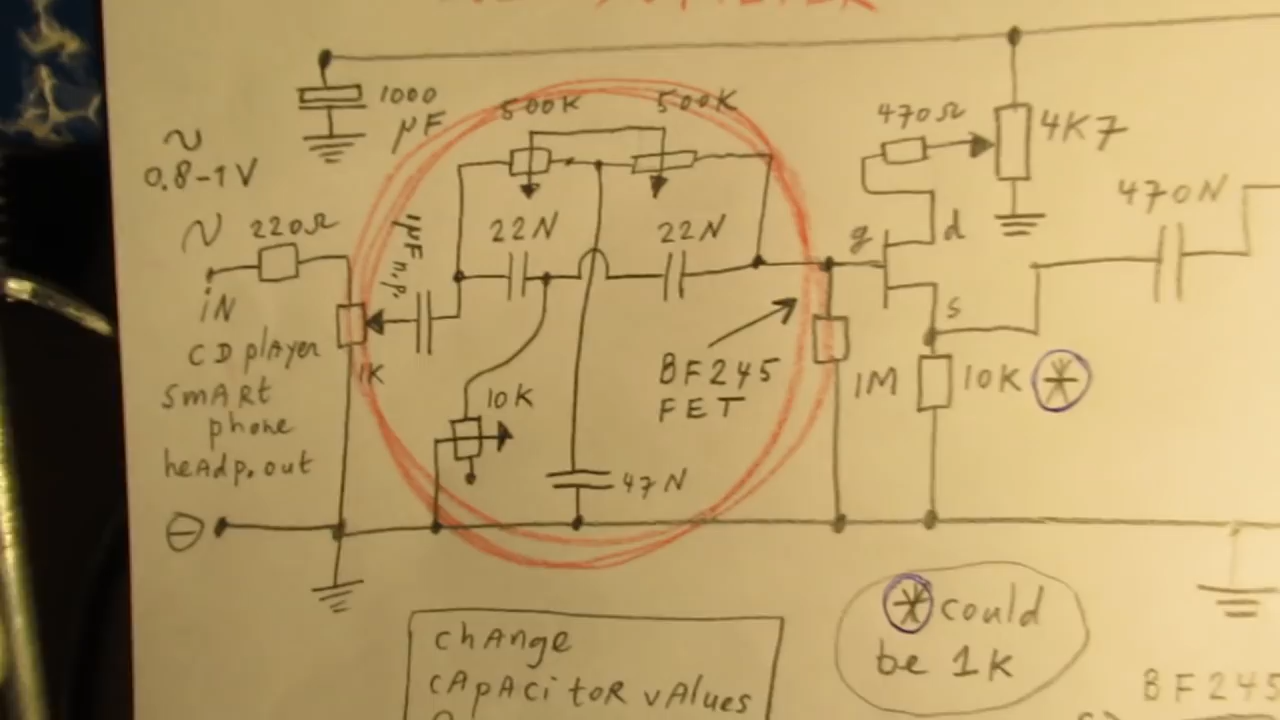 1000
µF
500K
500K
470Ω
4K7
~
0.8-1V
~
220Ω
iN
CD player
SMARt
phone
heAdp.out
1µF n.p.
22N
22N
g
d
s
470N
1K
10K
47N
BF245
FET
1M
10K *
⊖
* could
be 1K
chAnge
cApAcitoR vAlues
BF245